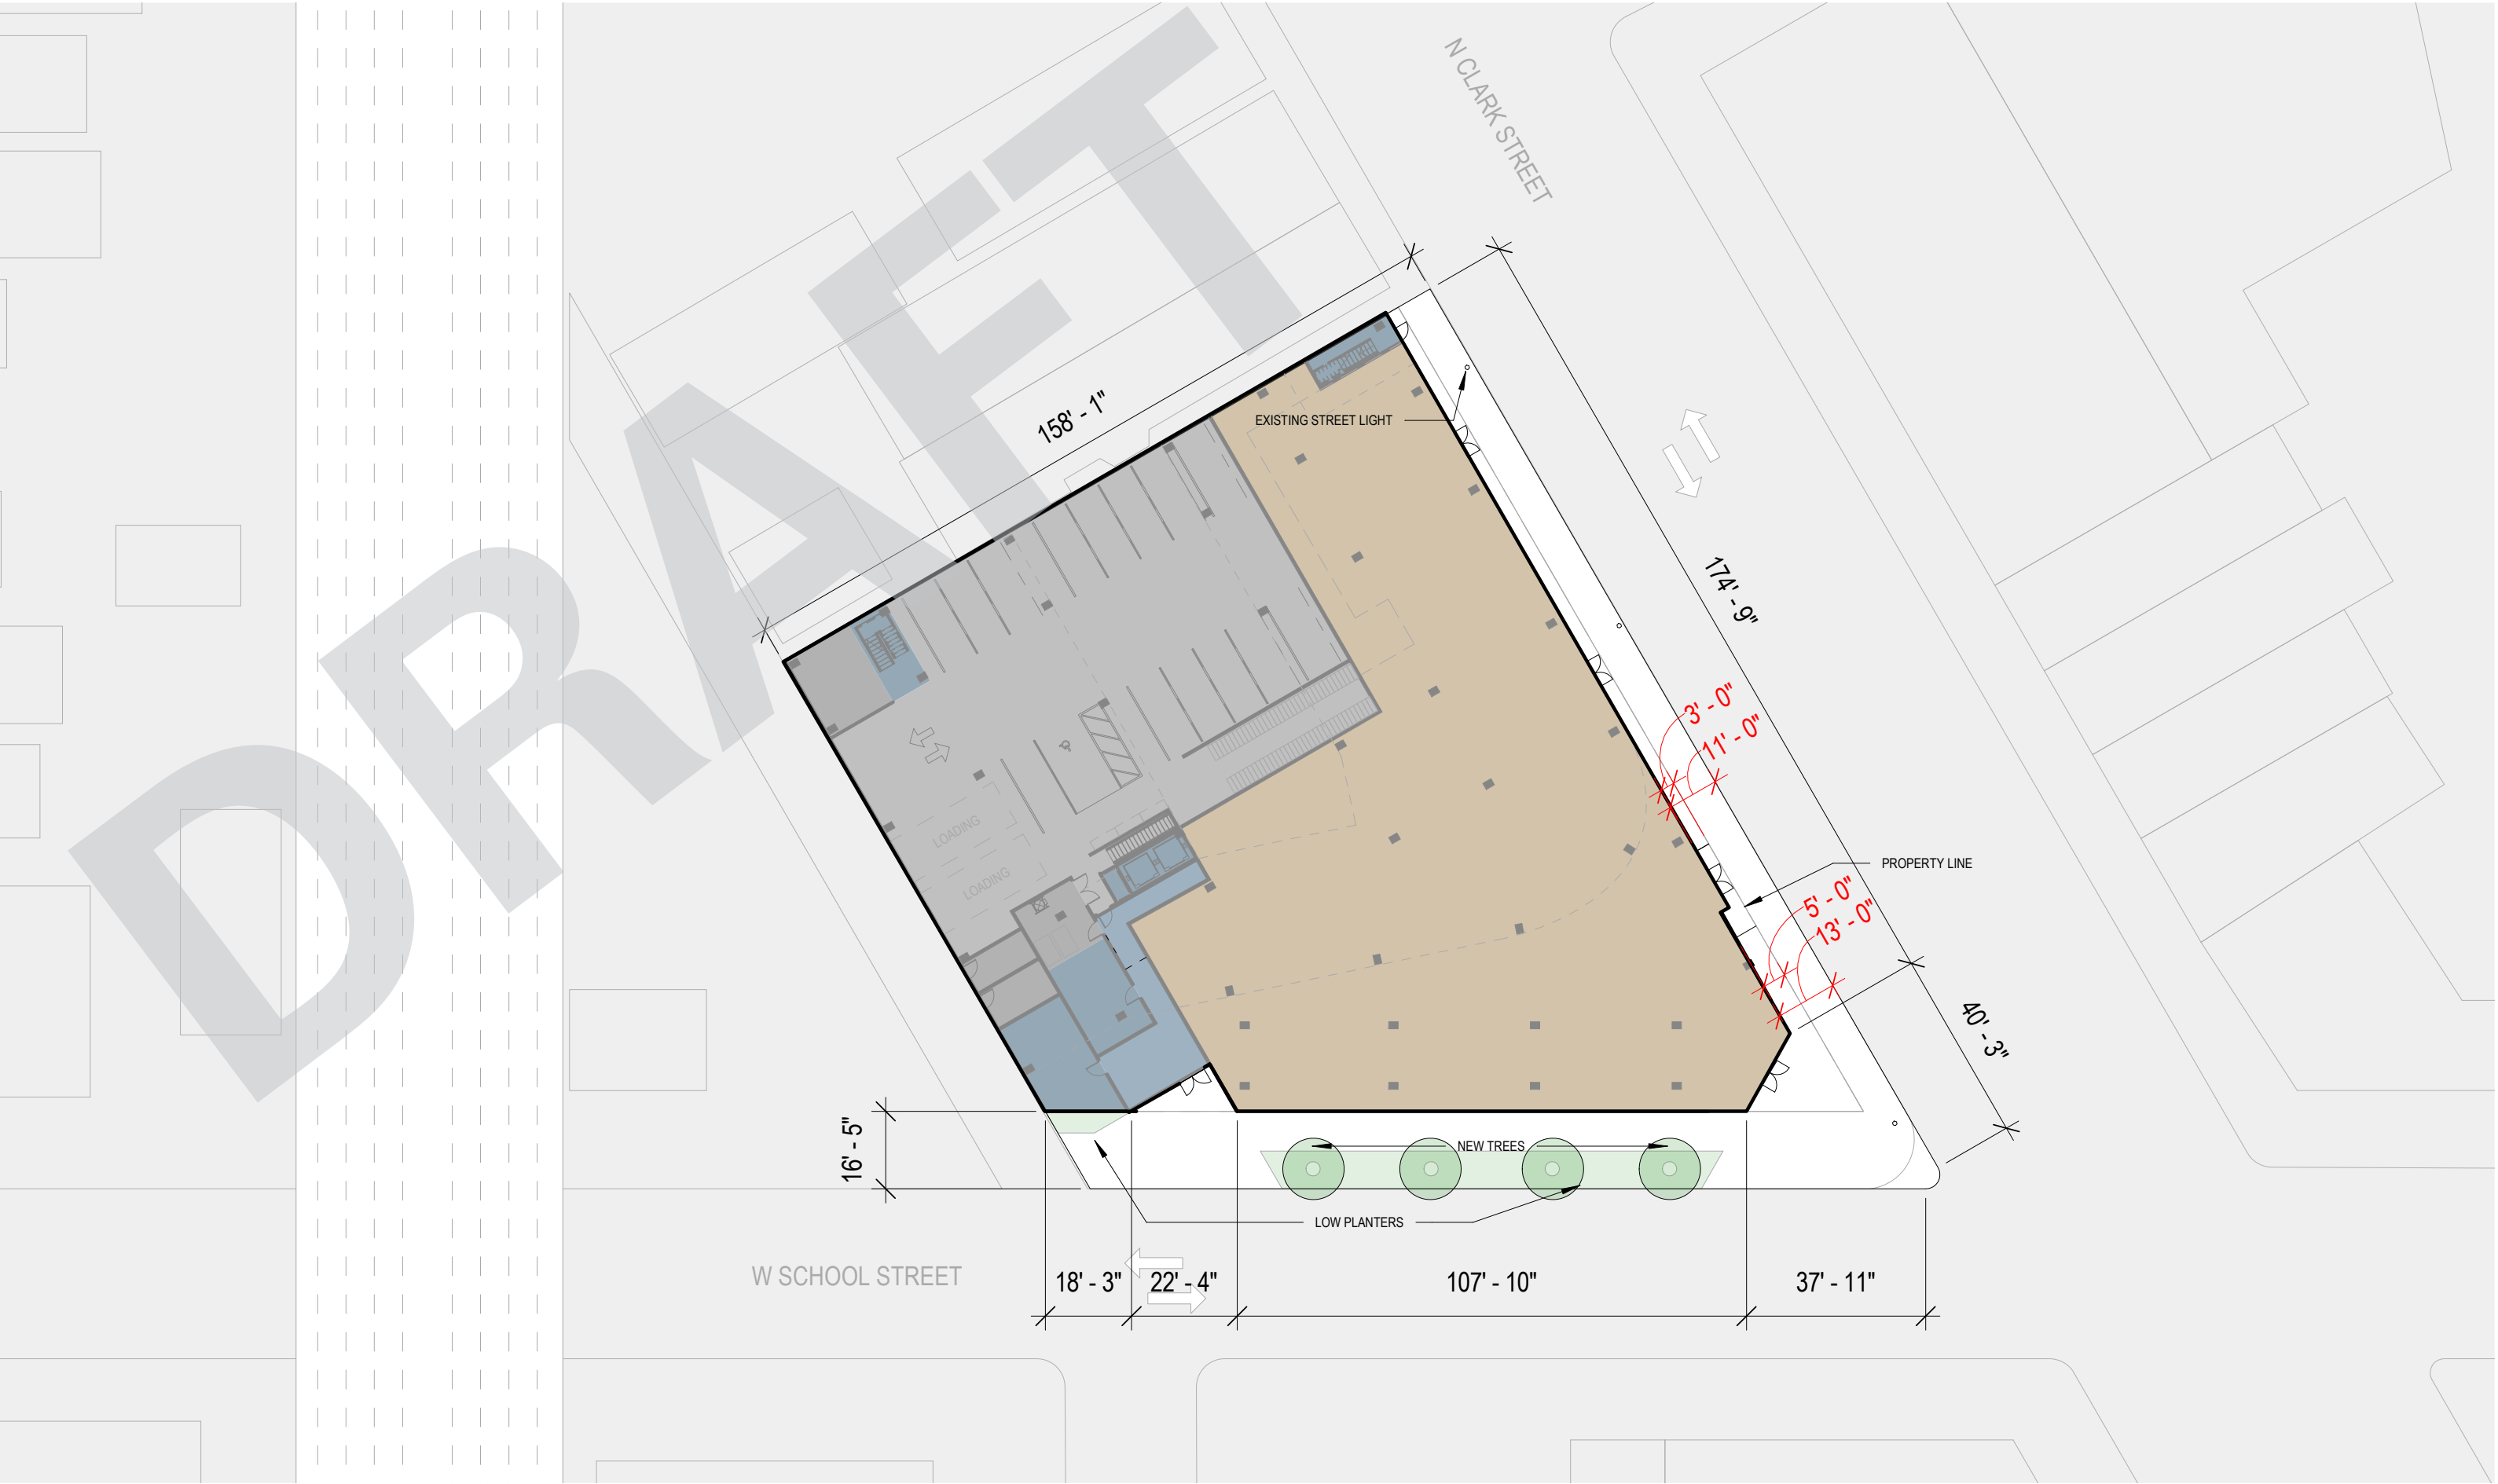 DRAFT
N CLARK STREET
158' - 1"
EXISTING STREET LIGHT
174' - 9"
3' - 0"
11' - 0"
LOADING
LOADING
PROPERTY LINE
5' - 0"
13' - 0"
40' - 3"
16' - 5"
NEW TREES
LOW PLANTERS
W SCHOOL STREET
18' - 3"
22' - 4"
107' - 10"
37' - 11"